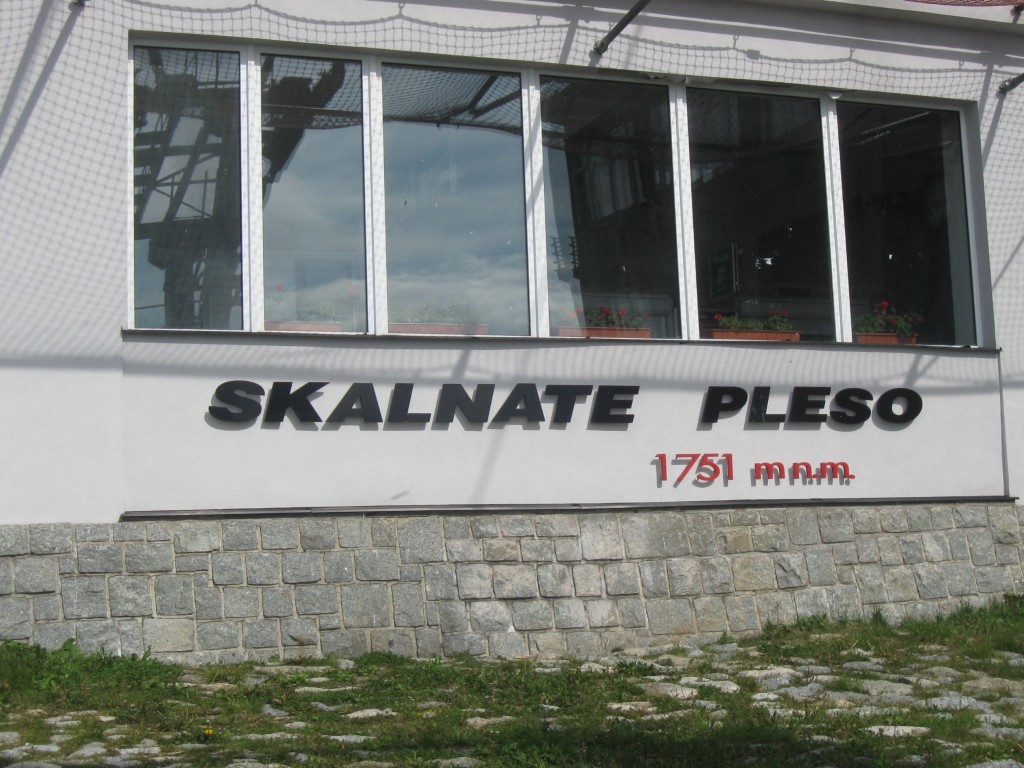 SKALNATE PLESO
1751 m n.m.